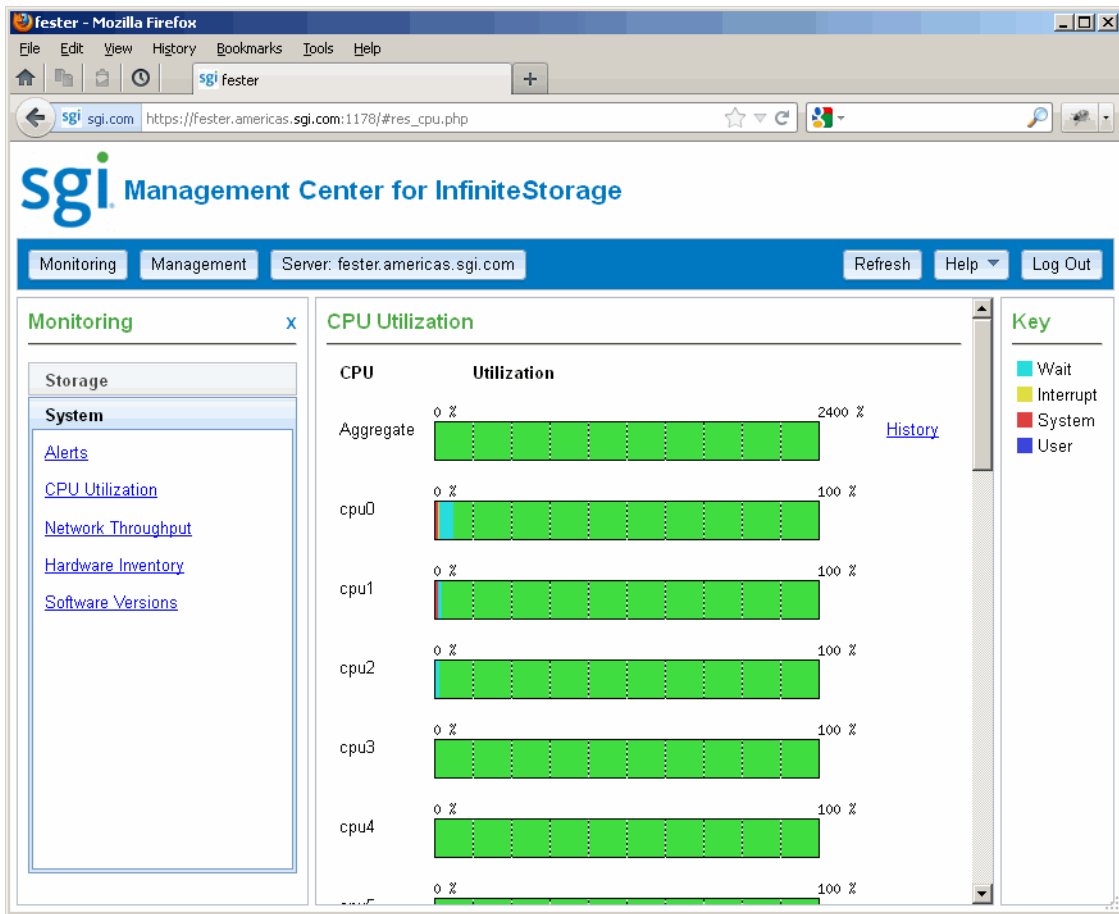 fester - Mozilla Firefox
File Edit View History Bookmarks Tools Help
sgi fester +
sgi sgi.com https://fester.americas.sgi.com:1178/#res_cpu.php
sgi Management Center for InfiniteStorage
Monitoring Management Server: fester.americas.sgi.com Refresh Help Log Out
Monitoring x
Storage
System
Alerts
CPU Utilization
Network Throughput
Hardware Inventory
Software Versions
CPU Utilization
CPU Utilization
0 % 2400 %
Aggregate History
0 % 100 %
cpu0
0 % 100 %
cpu1
0 % 100 %
cpu2
0 % 100 %
cpu3
0 % 100 %
cpu4
0 % 100 %
Key
Wait
Interrupt
System
User